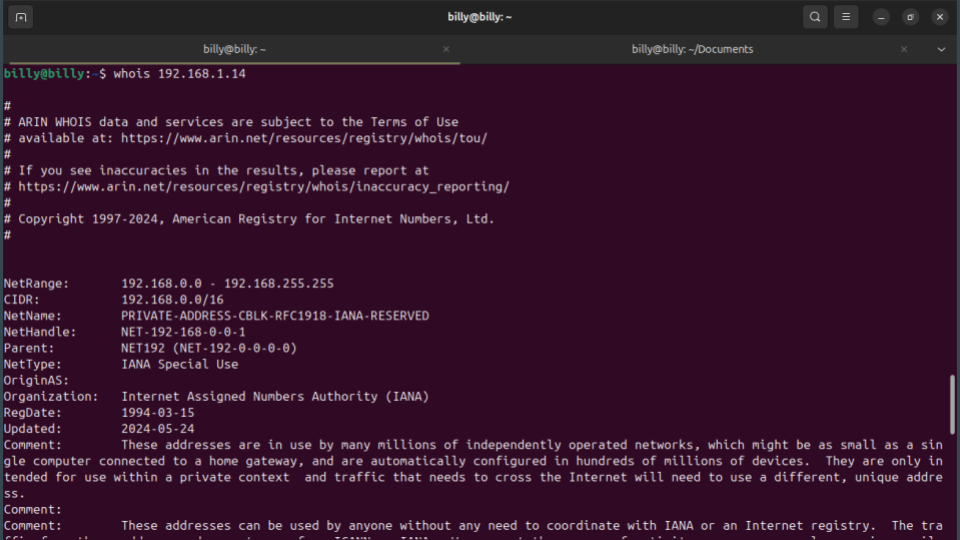 billy@billy: ~
billy@billy: ~ × billy@billy: ~/Documents ×
billy@billy:~$ whois 192.168.1.14
#
# ARIN WHOIS data and services are subject to the Terms of Use
# available at: https://www.arin.net/resources/registry/whois/tou/
#
# If you see inaccuracies in the results, please report at
# https://www.arin.net/resources/registry/whois/inaccuracy_reporting/
#
# Copyright 1997-2024, American Registry for Internet Numbers, Ltd.
#
NetRange: 192.168.0.0 - 192.168.255.255
CIDR: 192.168.0.0/16
NetName: PRIVATE-ADDRESS-CBLK-RFC1918-IANA-RESERVED
NetHandle: NET-192-168-0-0-1
Parent: NET192 (NET-192-0-0-0-0)
NetType: IANA Special Use
OriginAS:
Organization: Internet Assigned Numbers Authority (IANA)
RegDate: 1994-03-15
Updated: 2024-05-24
Comment: These addresses are in use by many millions of independently operated networks, which might be as small as a sin
gle computer connected to a home gateway, and are automatically configured in hundreds of millions of devices.  They are only in
tended for use within a private context  and traffic that needs to cross the Internet will need to use a different, unique addre
ss.
Comment:
Comment: These addresses can be used by anyone without any need to coordinate with IANA or an Internet registry.  The tra